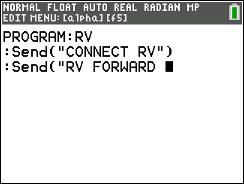 NORMAL FLOAT AUTO REAL RADIAN MP
EDIT MENU:[alpha][f5]
PROGRAM:RV
:Send("CONNECT RV")
:Send("RV FORWARD